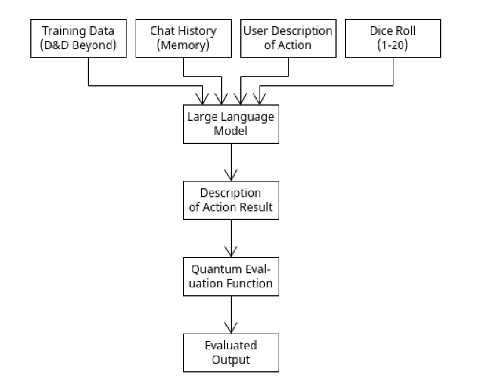 Training Data
(D&D Beyond)
Chat History
(Memory)
User Description
of Action
Dice Roll
(1-20)
Large Language
Model
Description
of Action Result
Quantum Eval-
uation Function
Evaluated
Output